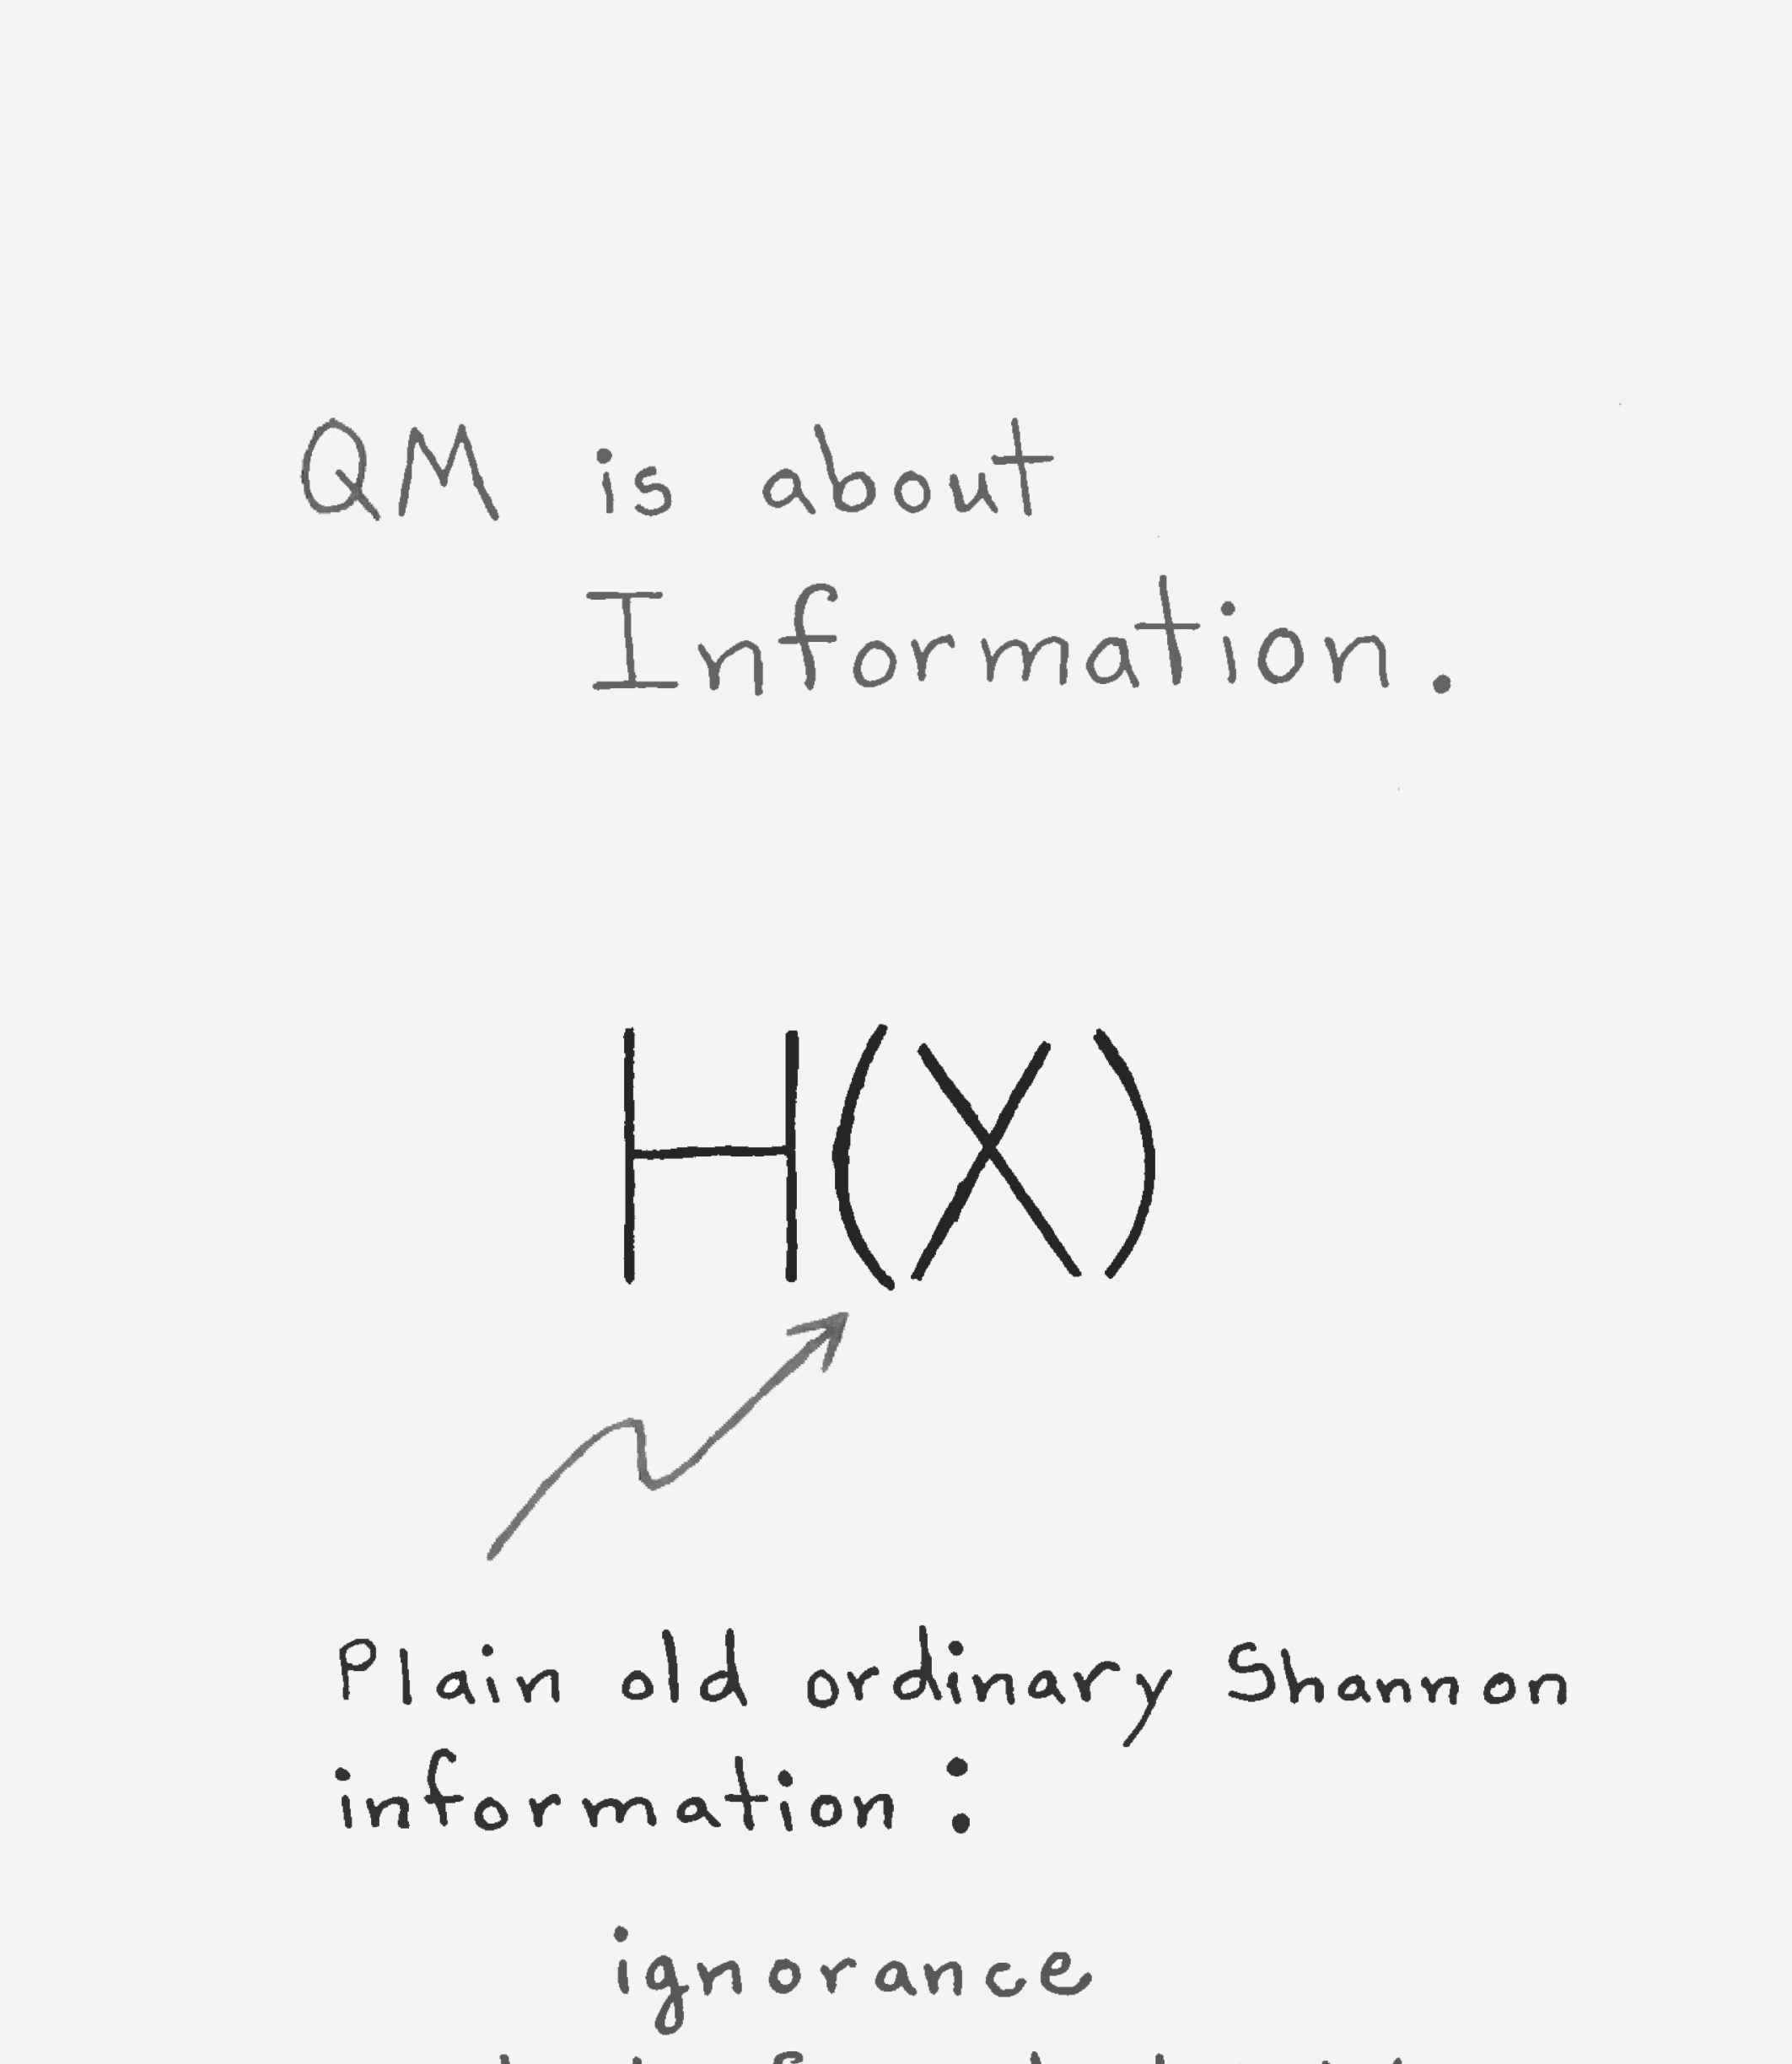 QM is about
Information.
H(X)
Plain old ordinary Shannon
information:
ignorance